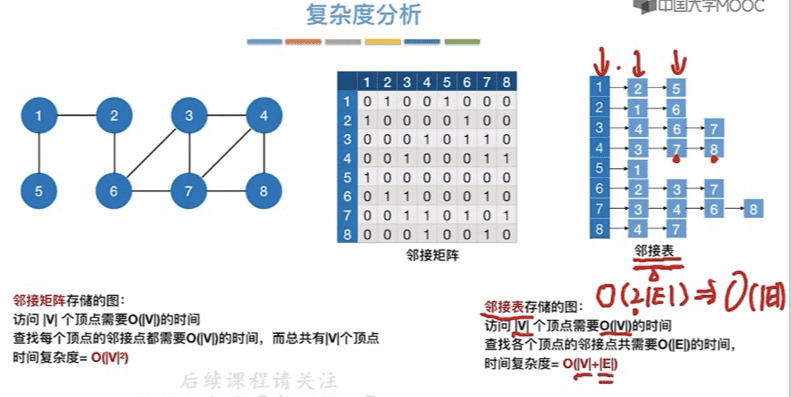 复杂度分析
中国大学MOOC
1 2 3 4
5 6 7 8
1 2 3 4 5 6 7 8
1 0 1 0 0 1 0 0 0
2 1 0 0 0 0 1 0 0
3 0 0 0 1 0 1 1 0
4 0 0 1 0 0 0 1 1
5 1 0 0 0 0 0 0 0
6 0 1 1 0 0 0 1 0
7 0 0 1 1 0 1 0 1
8 0 0 0 1 0 0 1 0
邻接矩阵
1 2 5
2 1 6
3 4 6 7
4 3 7 8
5 1
6 2 3 7
7 3 4 6 8
8 4 7
邻接表
O(2|E|) ⇒ O(|E|)
邻接矩阵存储的图：
访问 |V| 个顶点需要O(|V|)的时间
查找每个顶点的邻接点都需要O(|V|)的时间，而总共有|V|个顶点
时间复杂度= O(|V|²)
邻接表存储的图：
访问 |V| 个顶点需要O(|V|)的时间
查找各个顶点的邻接点共需要O(|E|)的时间，
时间复杂度= O(|V|+|E|)
后续课程请关注